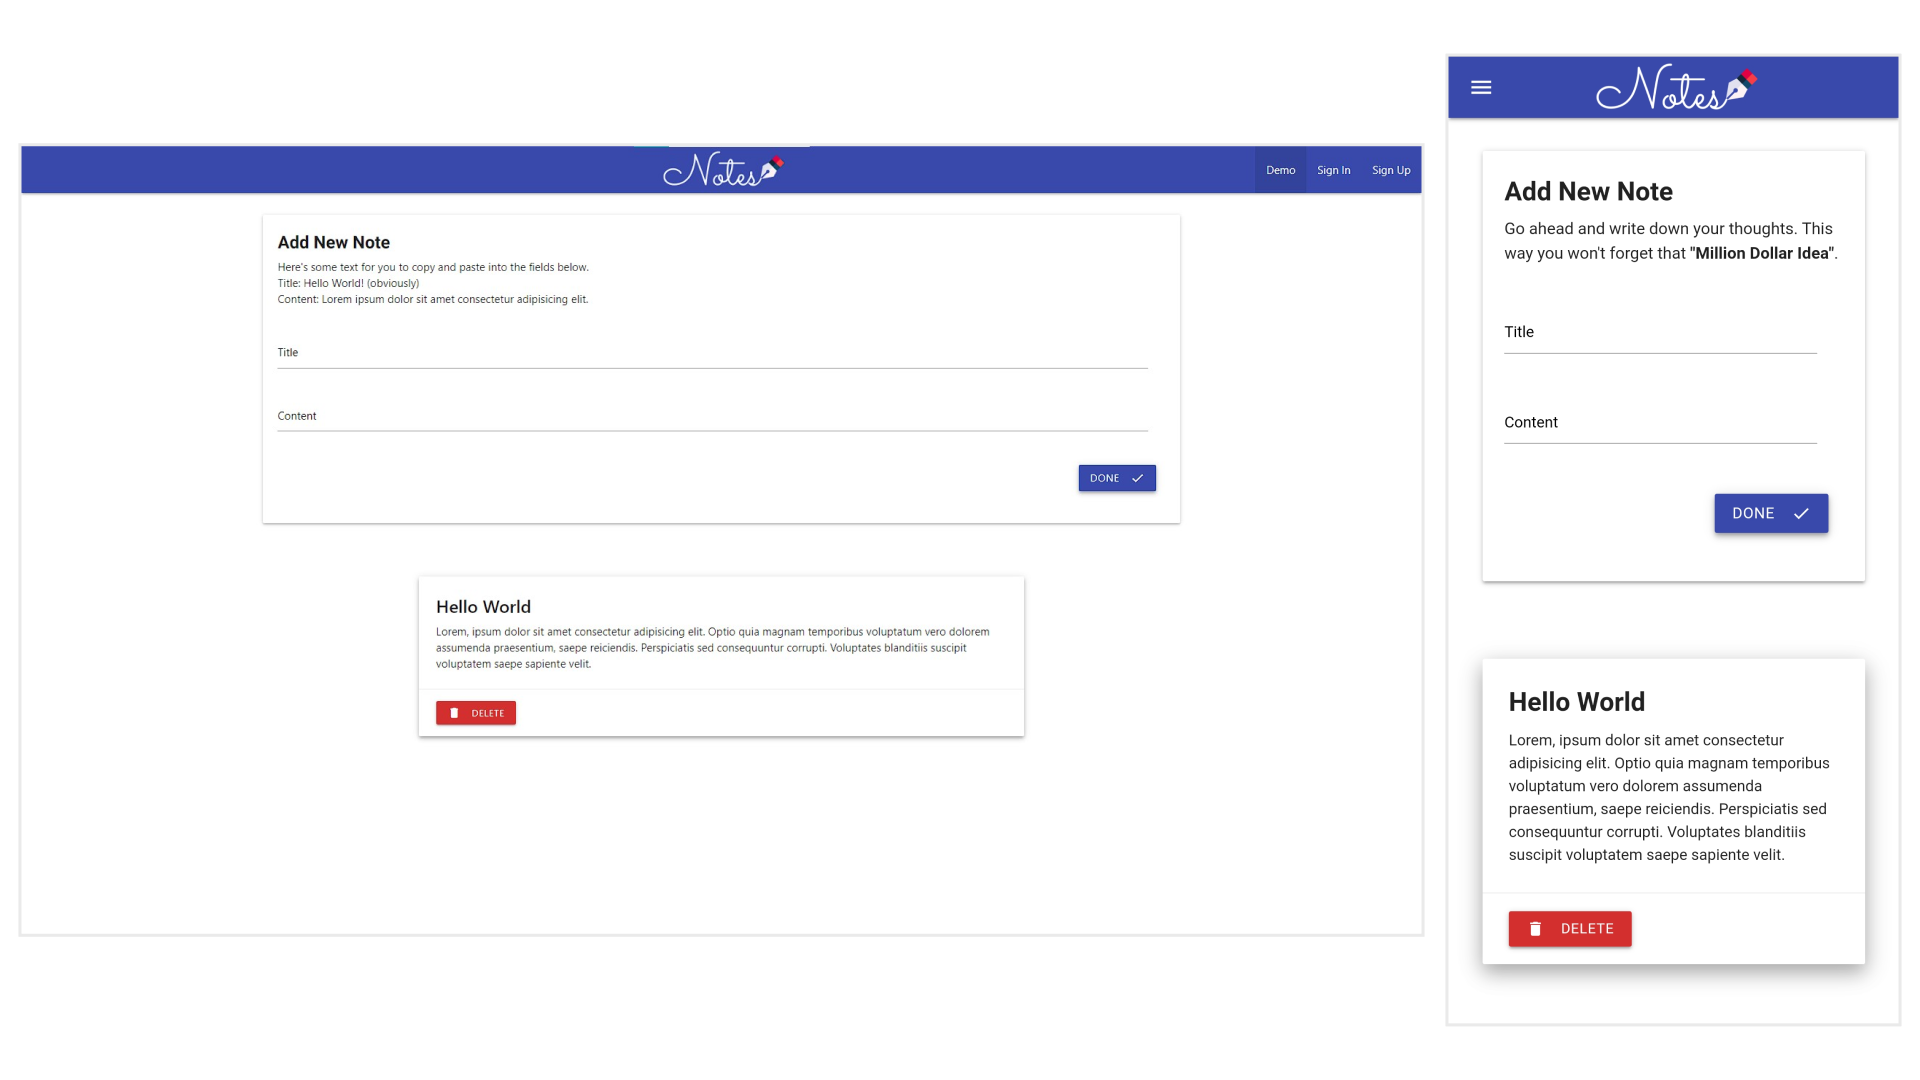 Notes
Demo Sign In Sign Up
Add New Note
Here's some text for you to copy and paste into the fields below.
Title: Hello World! (obviously)
Content: Lorem ipsum dolor sit amet consectetur adipisicing elit.
Title
Content
DONE
Hello World
Lorem, ipsum dolor sit amet consectetur adipisicing elit. Optio quia magnam temporibus voluptatum vero dolorem
assumenda praesentium, saepe reiciendis. Perspiciatis sed consequuntur corrupti. Voluptates blanditiis suscipit
voluptatem saepe sapiente velit.
DELETE
Notes
Add New Note
Go ahead and write down your thoughts. This
way you won't forget that "Million Dollar Idea".
Title
Content
DONE
Hello World
Lorem, ipsum dolor sit amet consectetur
adipisicing elit. Optio quia magnam temporibus
voluptatum vero dolorem assumenda
praesentium, saepe reiciendis. Perspiciatis sed
consequuntur corrupti. Voluptates blanditiis
suscipit voluptatem saepe sapiente velit.
DELETE